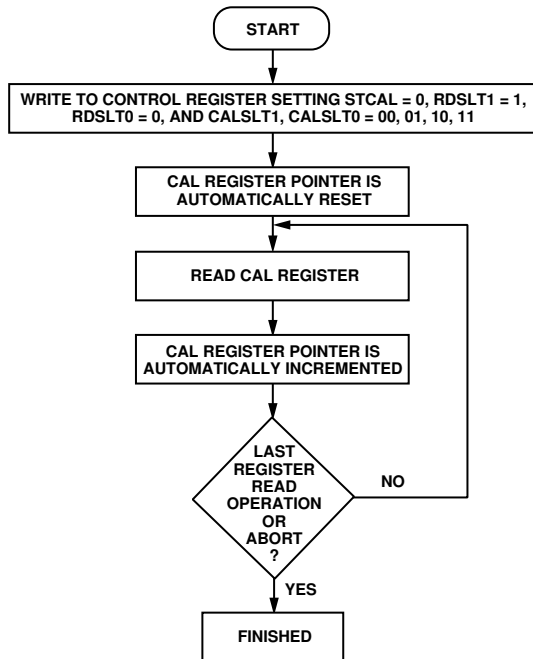 START
WRITE TO CONTROL REGISTER SETTING STCAL = 0, RDSLT1 = 1,
RDSLT0 = 0, AND CALSLT1, CALSLT0 = 00, 01, 10, 11
CAL REGISTER POINTER IS
AUTOMATICALLY RESET
READ CAL REGISTER
CAL REGISTER POINTER IS
AUTOMATICALLY INCREMENTED
LAST
REGISTER
READ
OPERATION
OR
ABORT
?
NO
YES
FINISHED